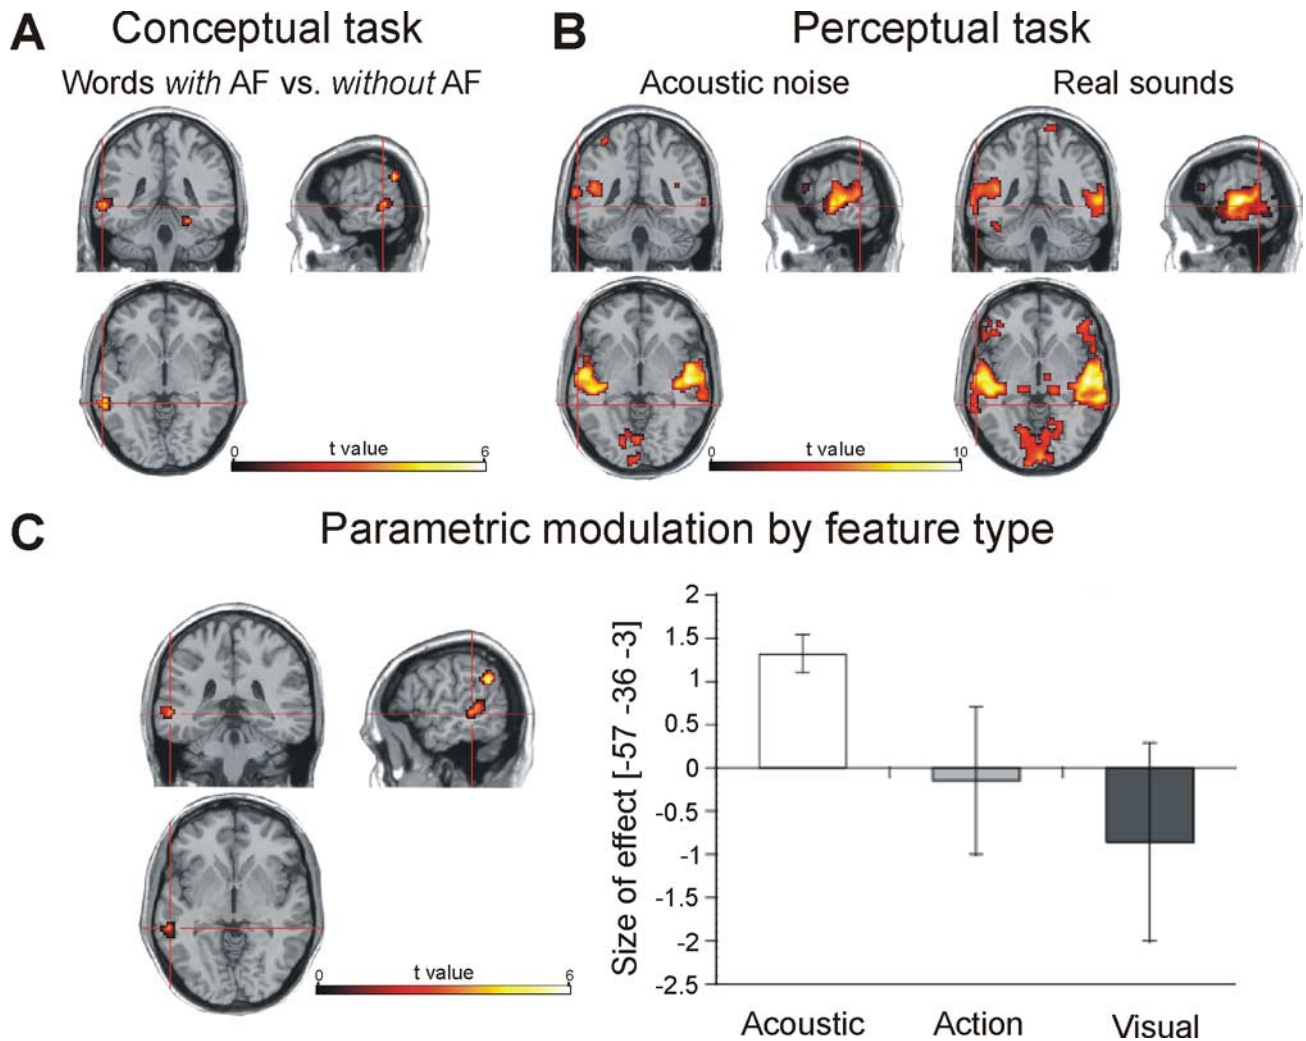 A Conceptual task
Words with AF vs. without AF
0 t value 6
B Perceptual task
Acoustic noise Real sounds
0 t value 10
C Parametric modulation by feature type
0 t value 6
Size of effect [-57 -36 -3]
2
1.5
1
0.5
0
-0.5
-1
-1.5
-2
-2.5
Acoustic Action Visual